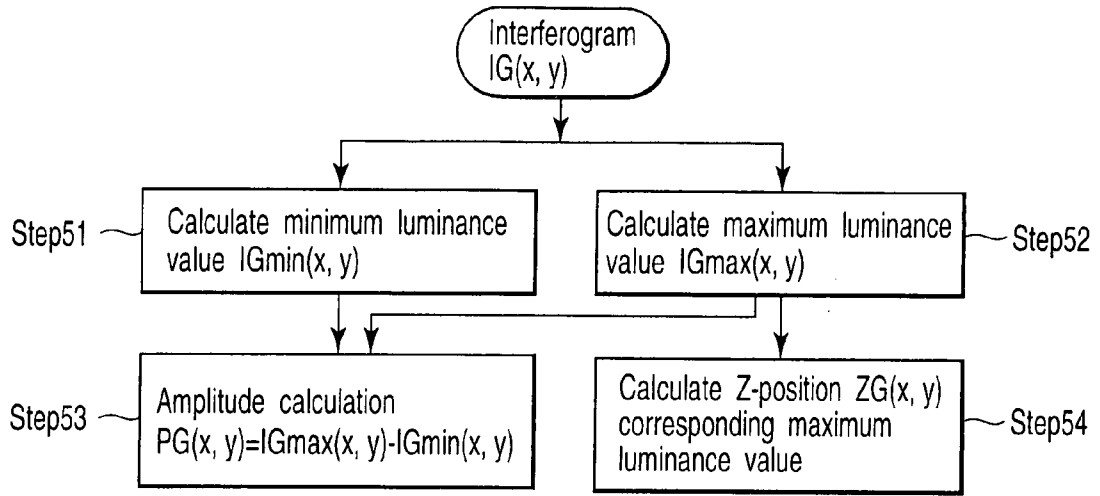 Interferogram
IG(x, y)
Step51
Calculate minimum luminance
value IGmin(x, y)
Calculate maximum luminance
value IGmax(x, y)
Step52
Step53
Amplitude calculation
PG(x, y)=IGmax(x, y)-IGmin(x, y)
Calculate Z-position ZG(x, y)
corresponding maximum
luminance value
Step54